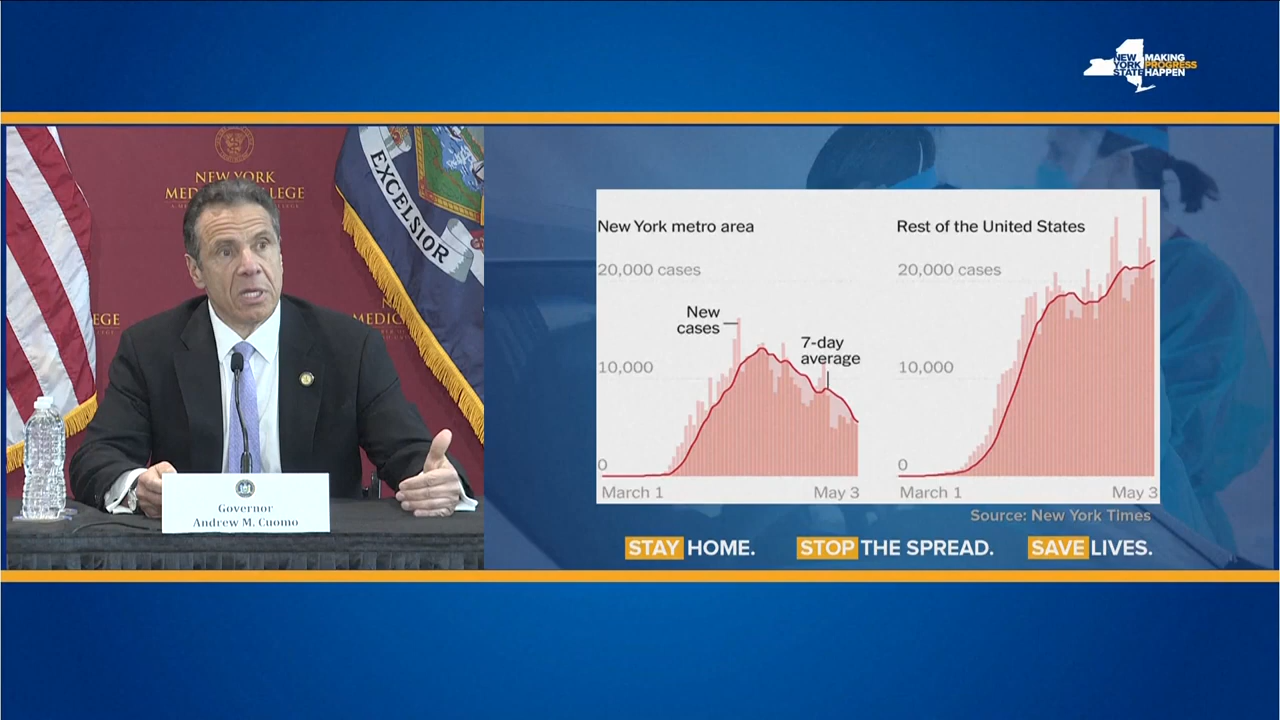 NEW
YORK
STATE
MAKING
PROGRESS
HAPPEN
NEW YORK
EXCELSIOR
Governor
Andrew M. Cuomo
New York metro area
20,000 cases
New
cases
7-day
average
10,000
0
March 1
May 3
Rest of the United States
20,000 cases
10,000
0
March 1
May 3
Source: New York Times
STAY HOME.
STOP THE SPREAD.
SAVE LIVES.